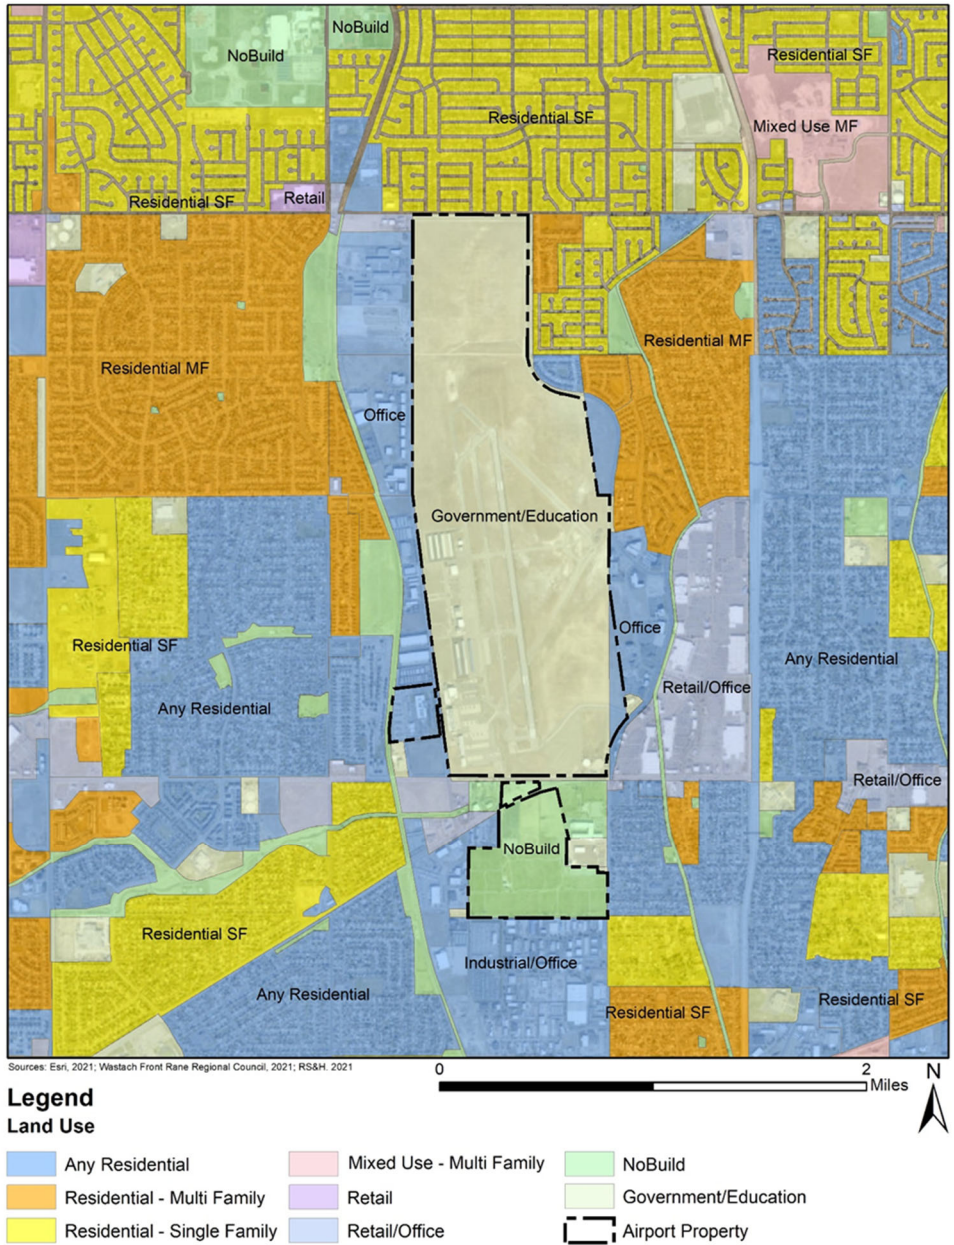 NoBuild
NoBuild
Residential SF
Residential SF
Mixed Use MF
Residential SF
Retail
Residential MF
Residential MF
Office
Government/Education
Office
Residential SF
Any Residential
Retail/Office
Any Residential
Retail/Office
NoBuild
Residential SF
Industrial/Office
Any Residential
Residential SF
Residential SF
Sources: Esri, 2021; Wastach Front Rane Regional Council, 2021; RS&H. 2021
0 2
Miles
N
Legend
Land Use
Any Residential
Residential - Multi Family
Residential - Single Family
Mixed Use - Multi Family
Retail
Retail/Office
NoBuild
Government/Education
Airport Property